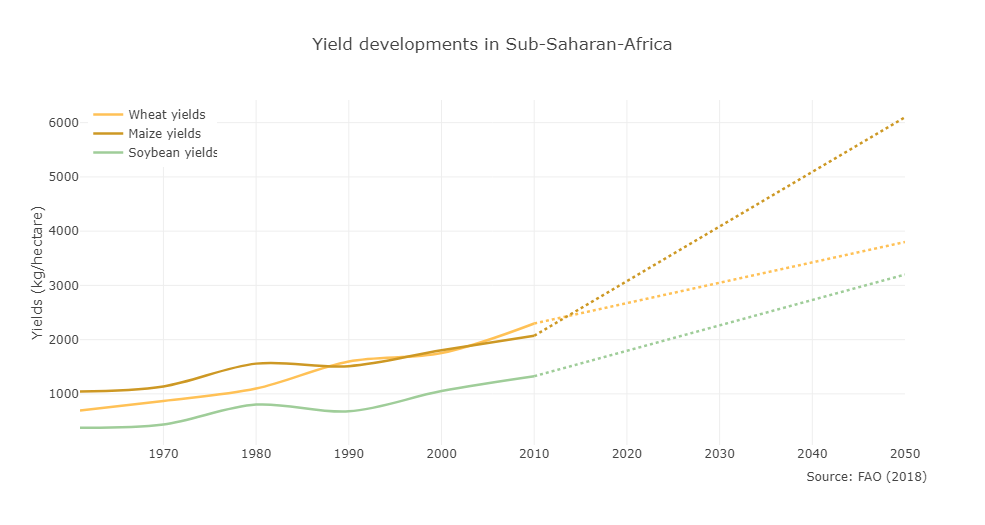 Yield developments in Sub-Saharan-Africa
Wheat yields
Maize yields
Soybean yields
Yields (kg/hectare)
6000
5000
4000
3000
2000
1000
1970 1980 1990 2000 2010 2020 2030 2040 2050
Source: FAO (2018)